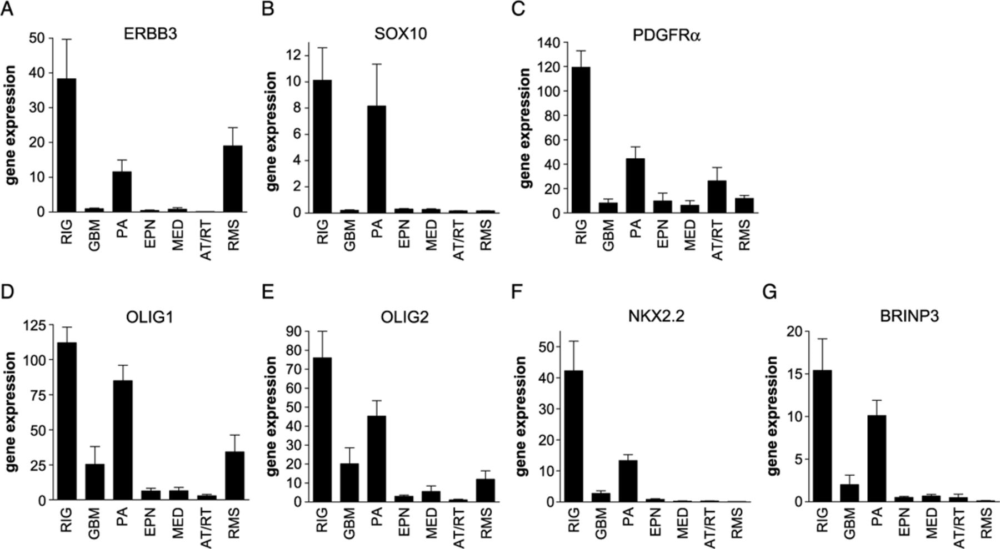 A
ERBB3
gene expression
50
40
30
20
10
0
RIG
GBM
PA
EPN
MED
AT/RT
RMS
B
SOX10
gene expression
12
10
8
6
4
2
0
RIG
GBM
PA
EPN
MED
AT/RT
RMS
C
PDGFRα
gene expression
140
120
100
80
60
40
20
0
RIG
GBM
PA
EPN
MED
AT/RT
RMS
D
OLIG1
gene expression
125
100
75
50
25
0
RIG
GBM
PA
EPN
MED
AT/RT
RMS
E
OLIG2
gene expression
90
80
70
60
50
40
30
20
10
0
RIG
GBM
PA
EPN
MED
AT/RT
RMS
F
NKX2.2
gene expression
50
40
30
20
10
0
RIG
GBM
PA
EPN
MED
AT/RT
RMS
G
BRINP3
gene expression
20
15
10
5
0
RIG
GBM
PA
EPN
MED
AT/RT
RMS